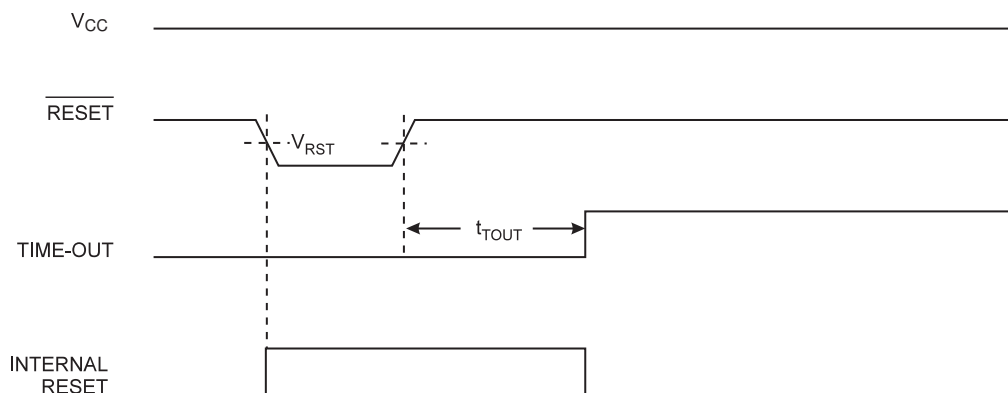 VCC
RESET
VRST
tTOUT
TIME-OUT
INTERNAL
RESET